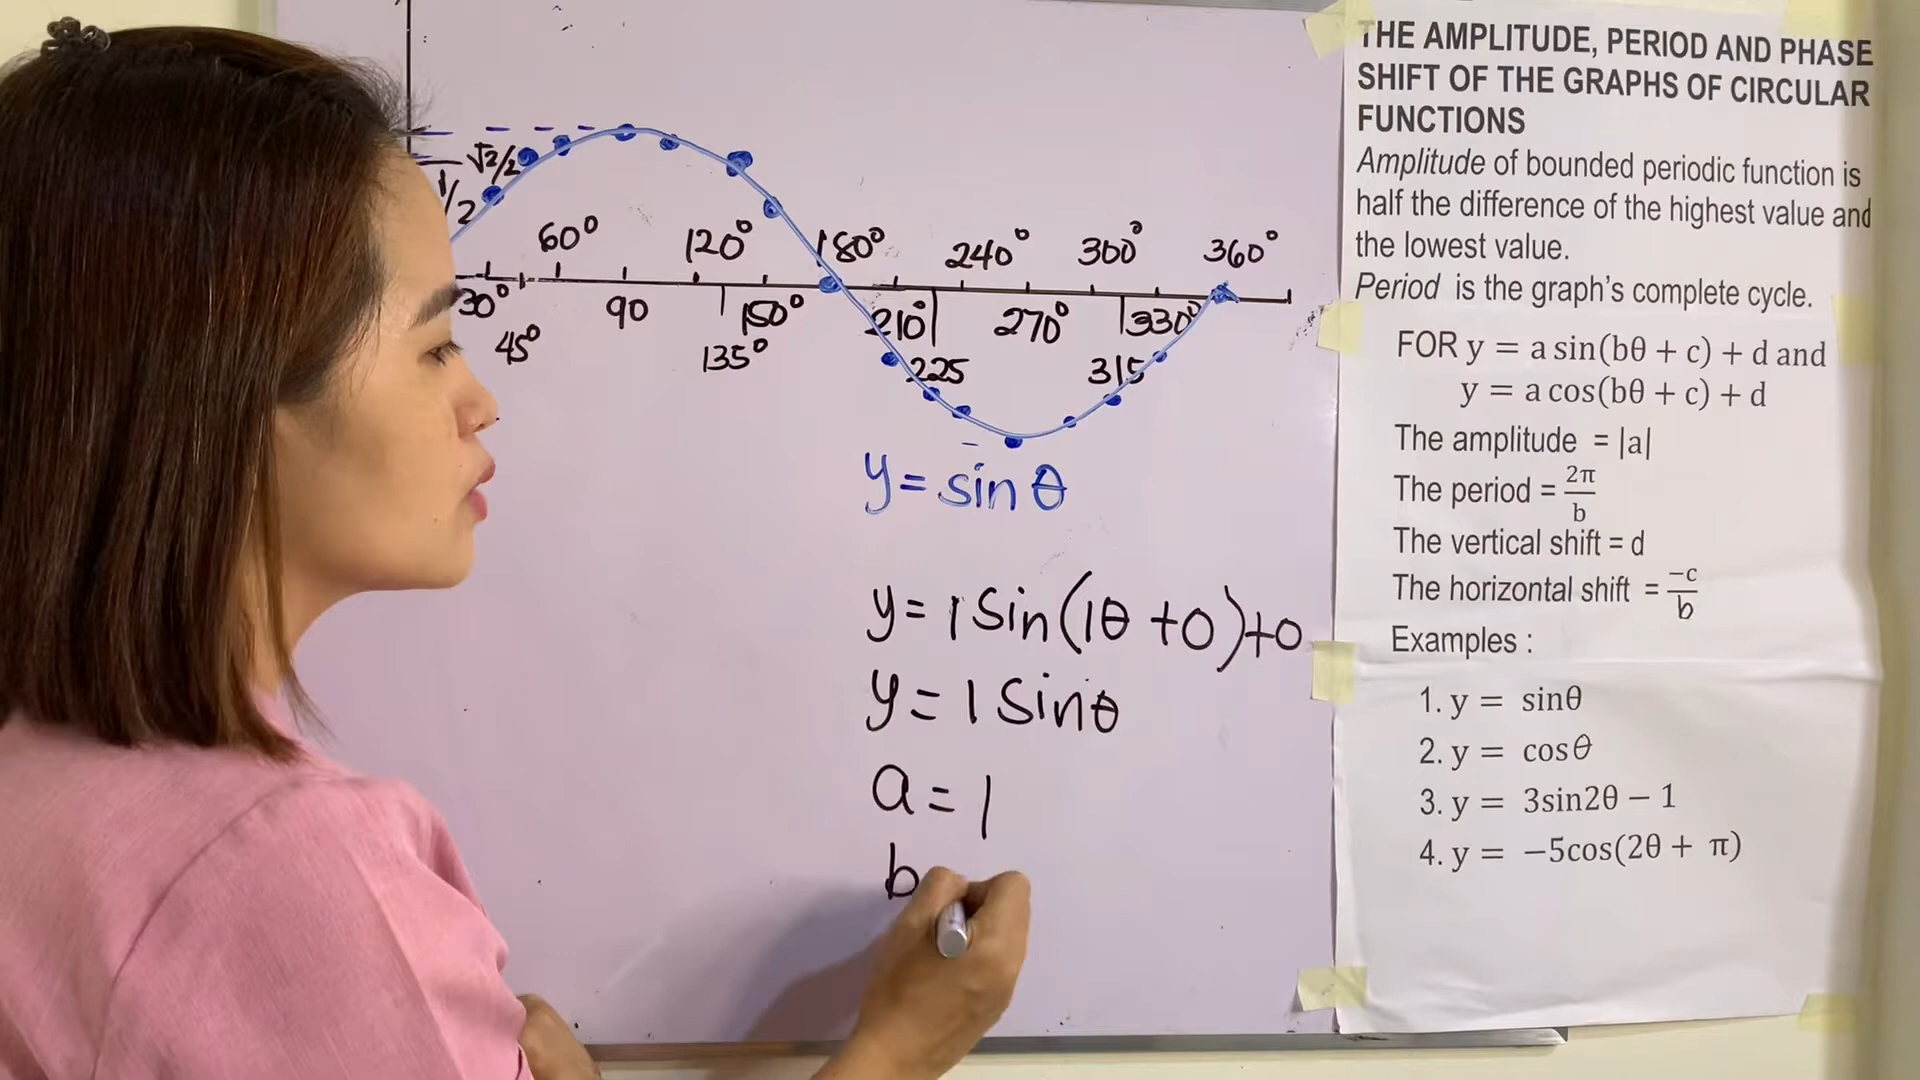 √2/2
1/2
60° 120° 180° 240° 300° 360°
30° 90 150° 210° 270° 330°
45° 135° 225 315
y = sin θ
y = 1 Sin(1θ + 0) + 0
y = 1 Sinθ
a = 1
b
THE AMPLITUDE, PERIOD AND PHASE
SHIFT OF THE GRAPHS OF CIRCULAR
FUNCTIONS
Amplitude of bounded periodic function is
half the difference of the highest value and
the lowest value.
Period is the graph's complete cycle.
FOR y = a sin(bθ + c) + d and
y = a cos(bθ + c) + d
The amplitude = |a|
The period = 2π/b
The vertical shift = d
The horizontal shift = −c/b
Examples :
1. y = sinθ
2. y = cosθ
3. y = 3sin2θ − 1
4. y = −5cos(2θ + π)